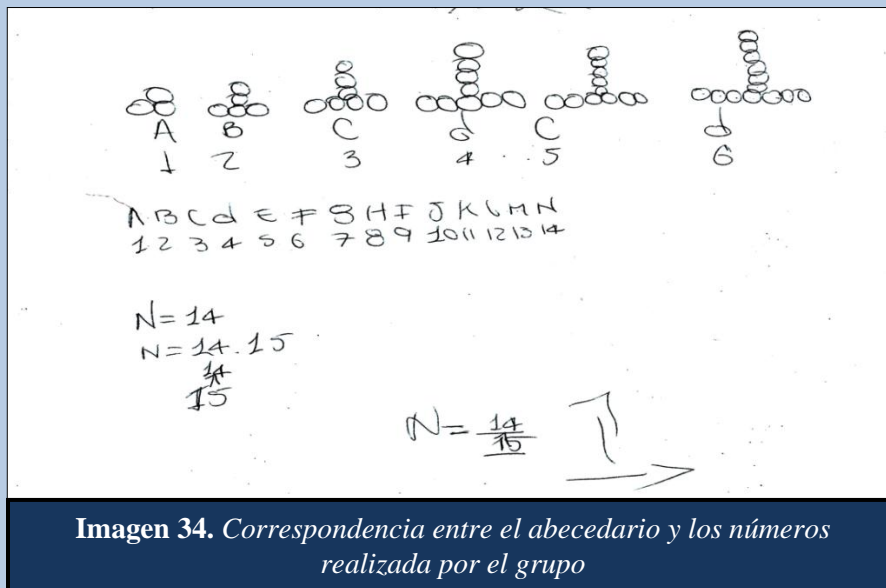 A B C d C d
1 2 3 4 . . 5 6
A B C d E F G H I J K L M N
1 2 3 4 5 6 7 8 9 10 11 12 13 14
N = 14
N = 14 . 15
14
15
N = 14
15
Imagen 34. Correspondencia entre el abecedario y los números
realizada por el grupo